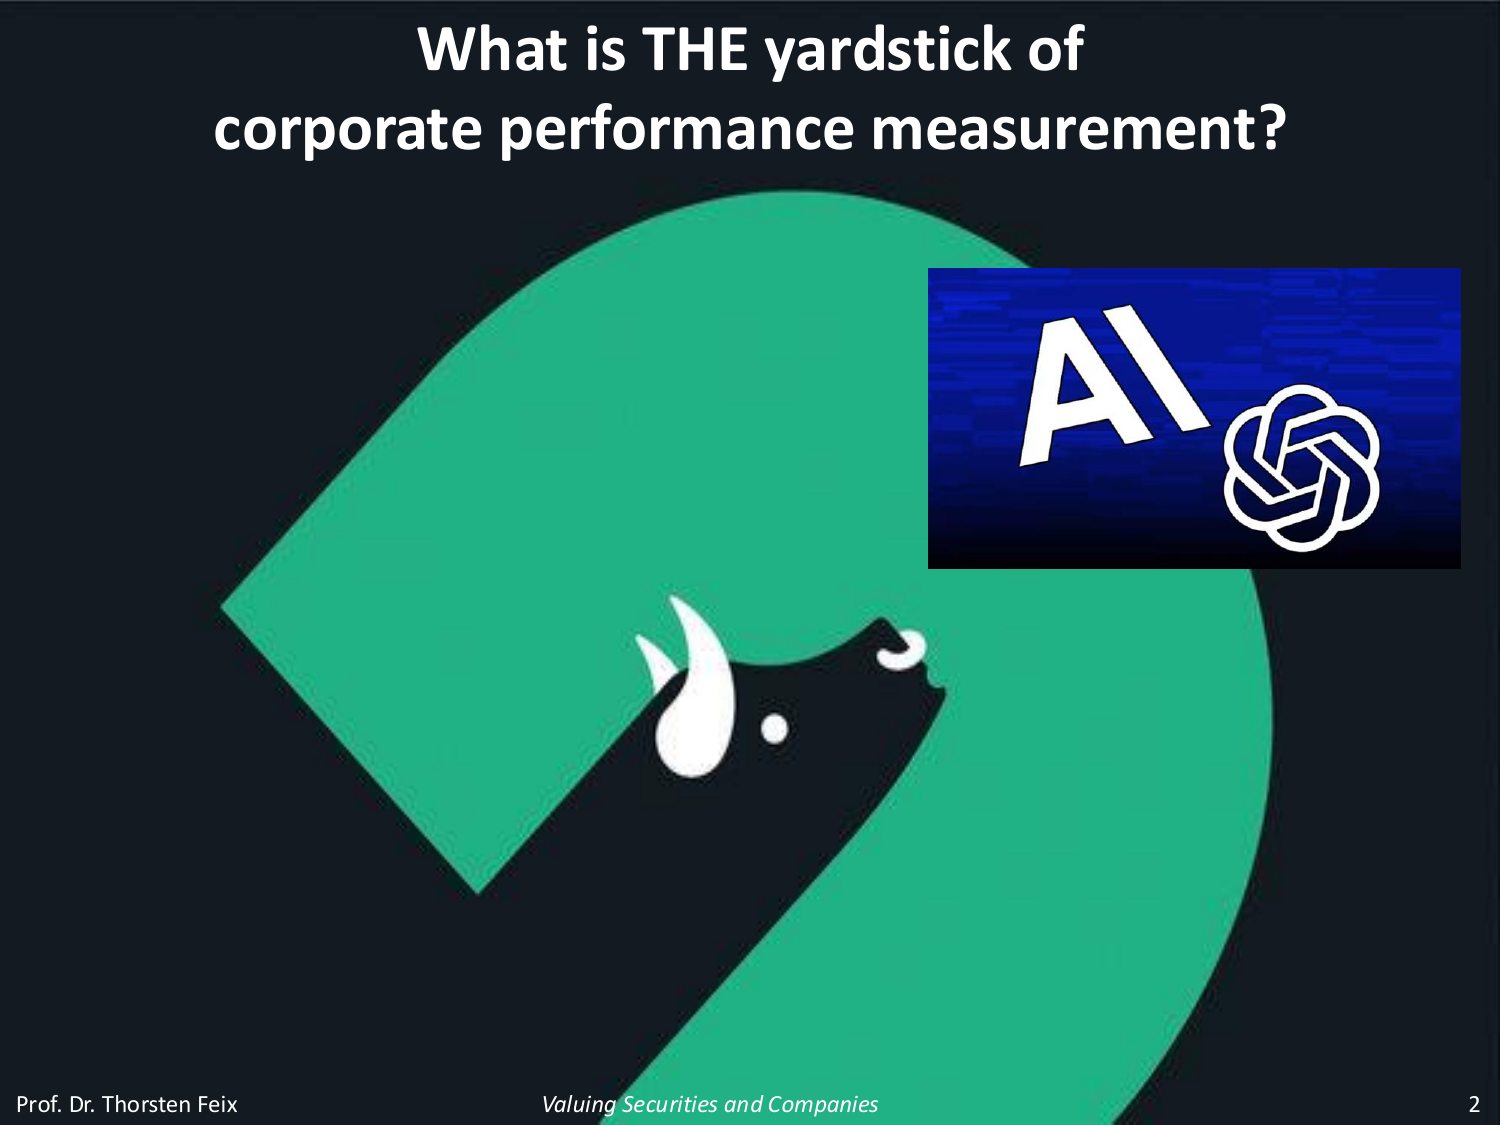 What is THE yardstick of
corporate performance measurement?
AI
Prof. Dr. Thorsten Feix
Valuing Securities and Companies
2